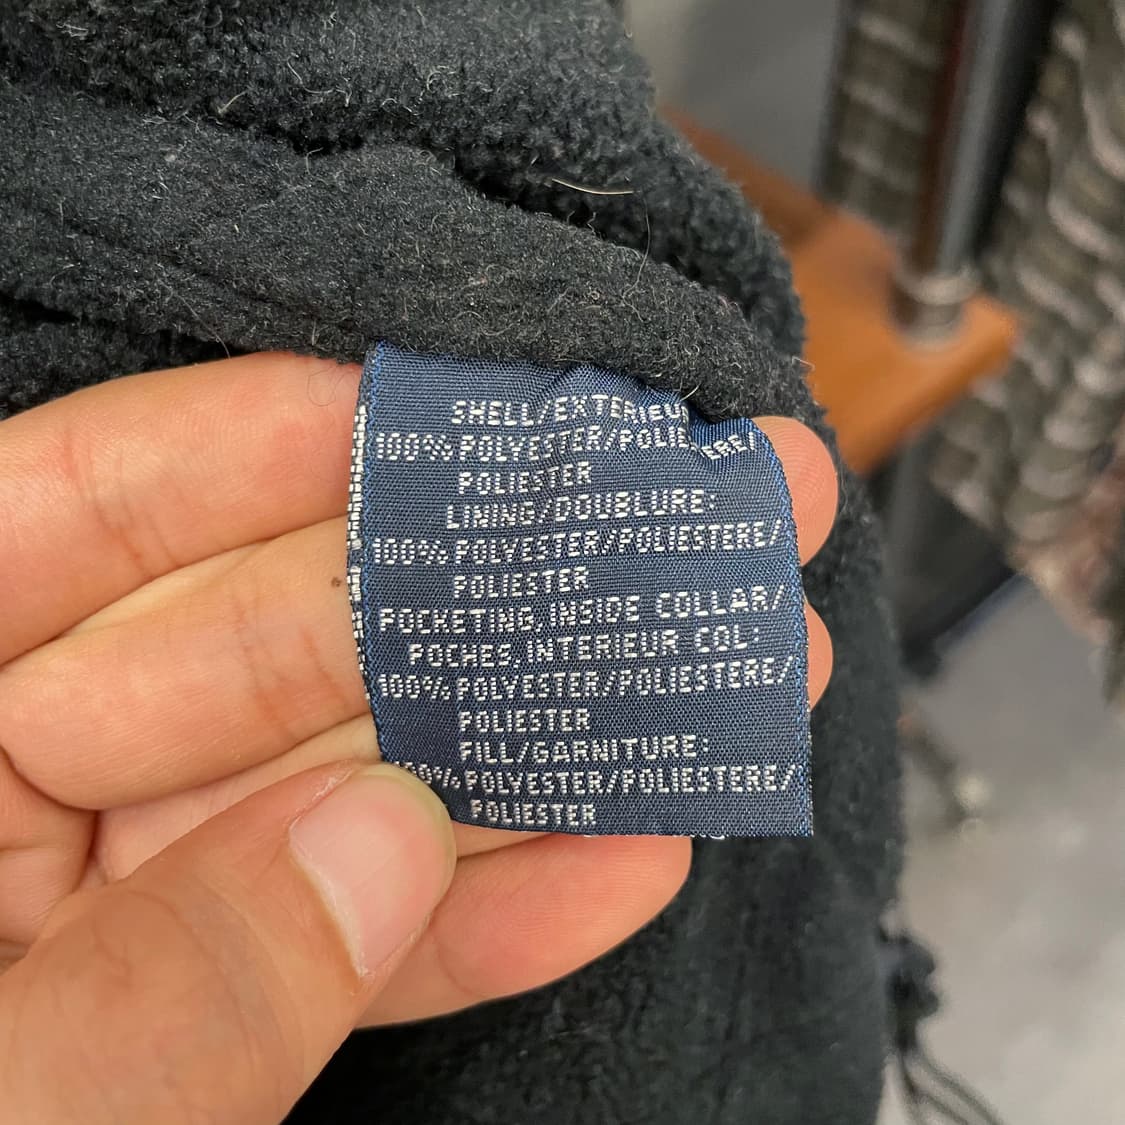 SHELL/EXTERIEU
100% POLYESTER/POLIESTERE/
POLIESTER
LINING/DOUBLURE:
100% POLYESTER/POLIESTERE/
POLIESTER
POCKETING, INSIDE COLLAR/
POCHES, INTERIEUR COL:
100% POLYESTER/POLIESTERE/
POLIESTER
FILL/GARNITURE:
100% POLYESTER/POLIESTERE/
POLIESTER